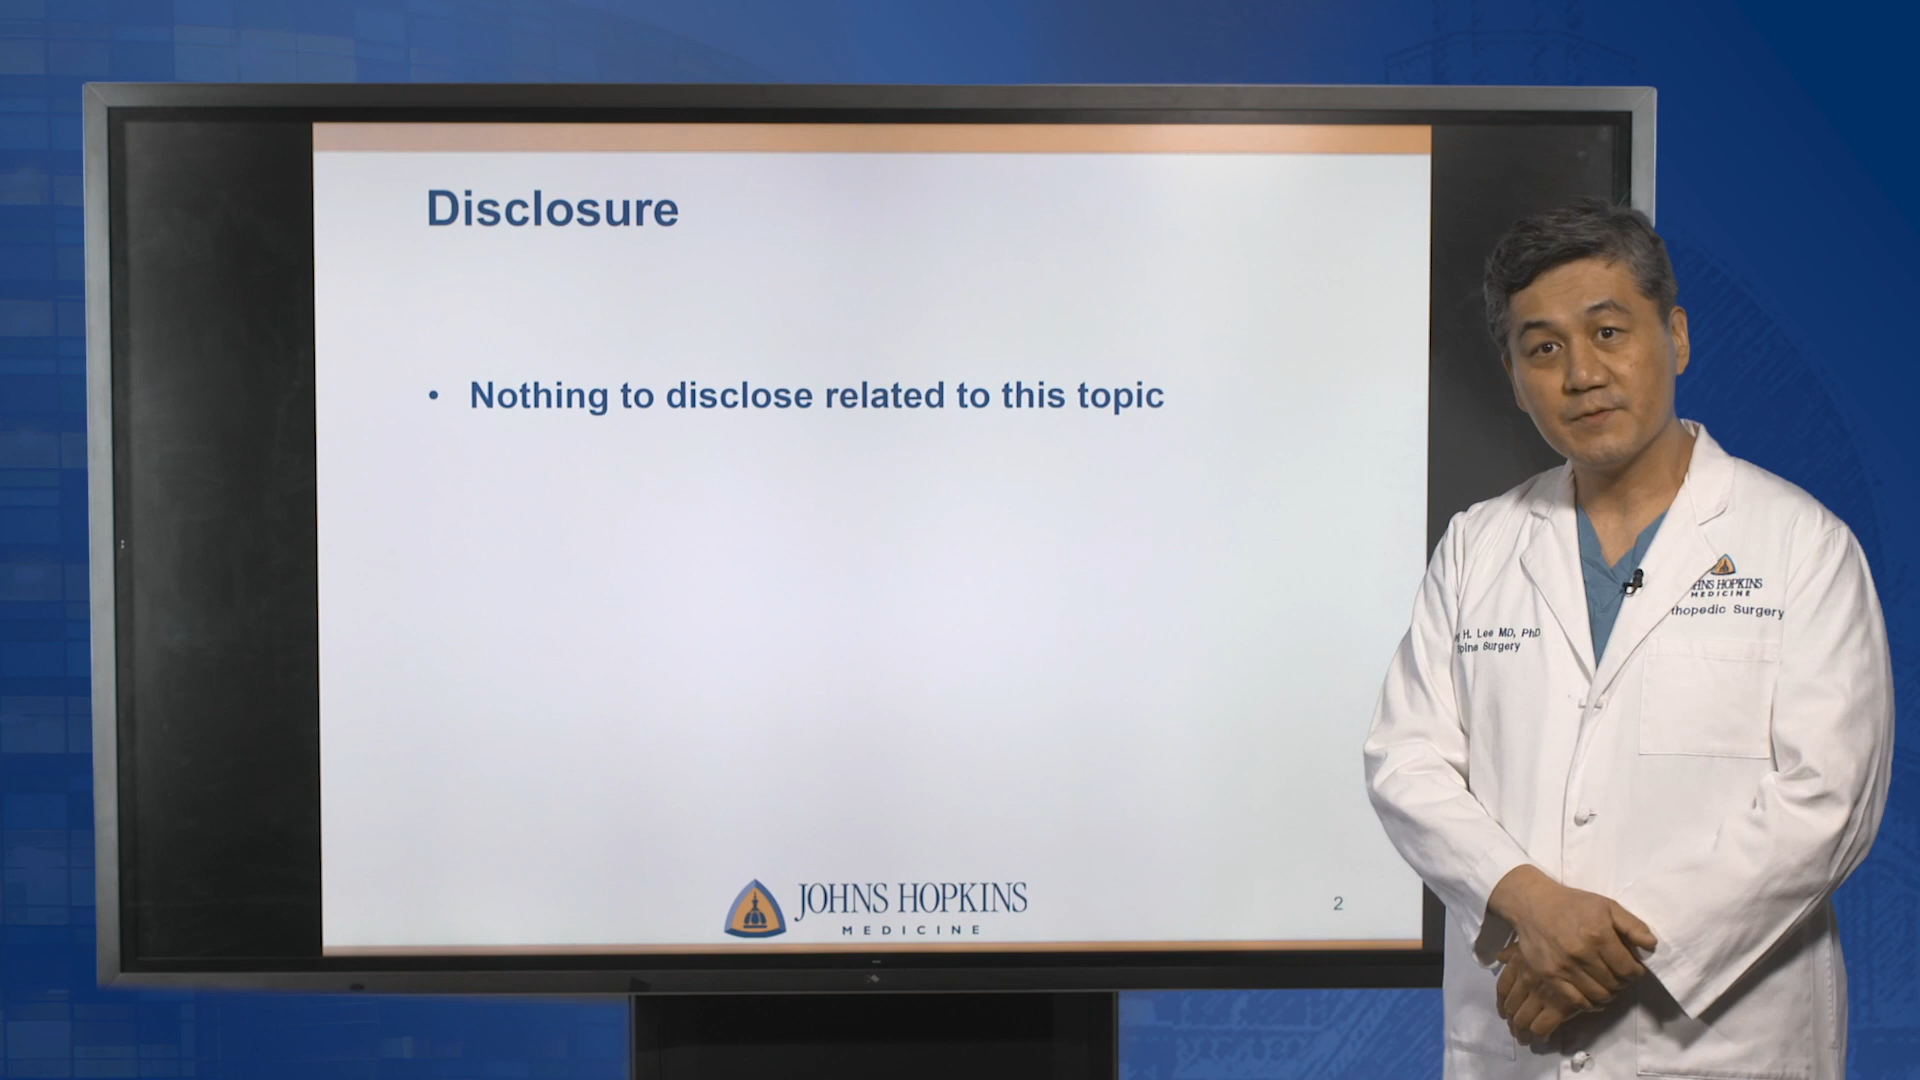 Disclosure
• Nothing to disclose related to this topic
JOHNS HOPKINS
MEDICINE
2
HNS HOPKINS
MEDICINE
thopedic Surgery
H. Lee MD, PhD
Spine Surgery